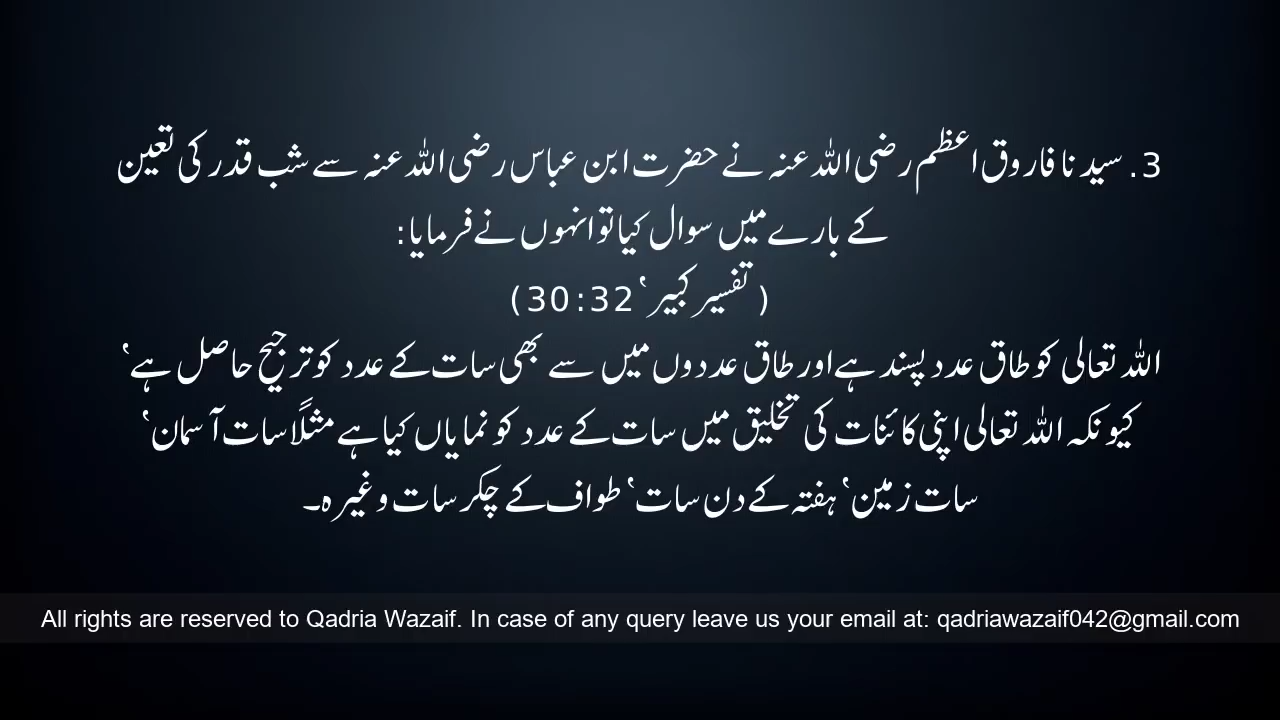 3. سیدنا فاروق اعظم رضی اللہ عنہ نے حضرت ابن عباس رضی اللہ عنہ سے شب قدر کی تعین
کے بارے میں سوال کیا تو انہوں نے فرمایا:
( تفسیر کبیر ‛ 30:32)
اللہ تعالی کو طاق عدد پسند ہے اور طاق عددوں میں سے بھی سات کے عدد کو ترجیح حاصل ہے ‛
کیونکہ اللہ تعالی اپنی کائنات کی تخلیق میں سات کے عدد کو نمایاں کیا ہے مثلًا سات آسمان ‛
سات زمین ‛ ہفتہ کے دن سات ‛ طواف کے چکر سات وغیرہ۔
All rights are reserved to Qadria Wazaif. In case of any query leave us your email at: qadriawazaif042@gmail.com